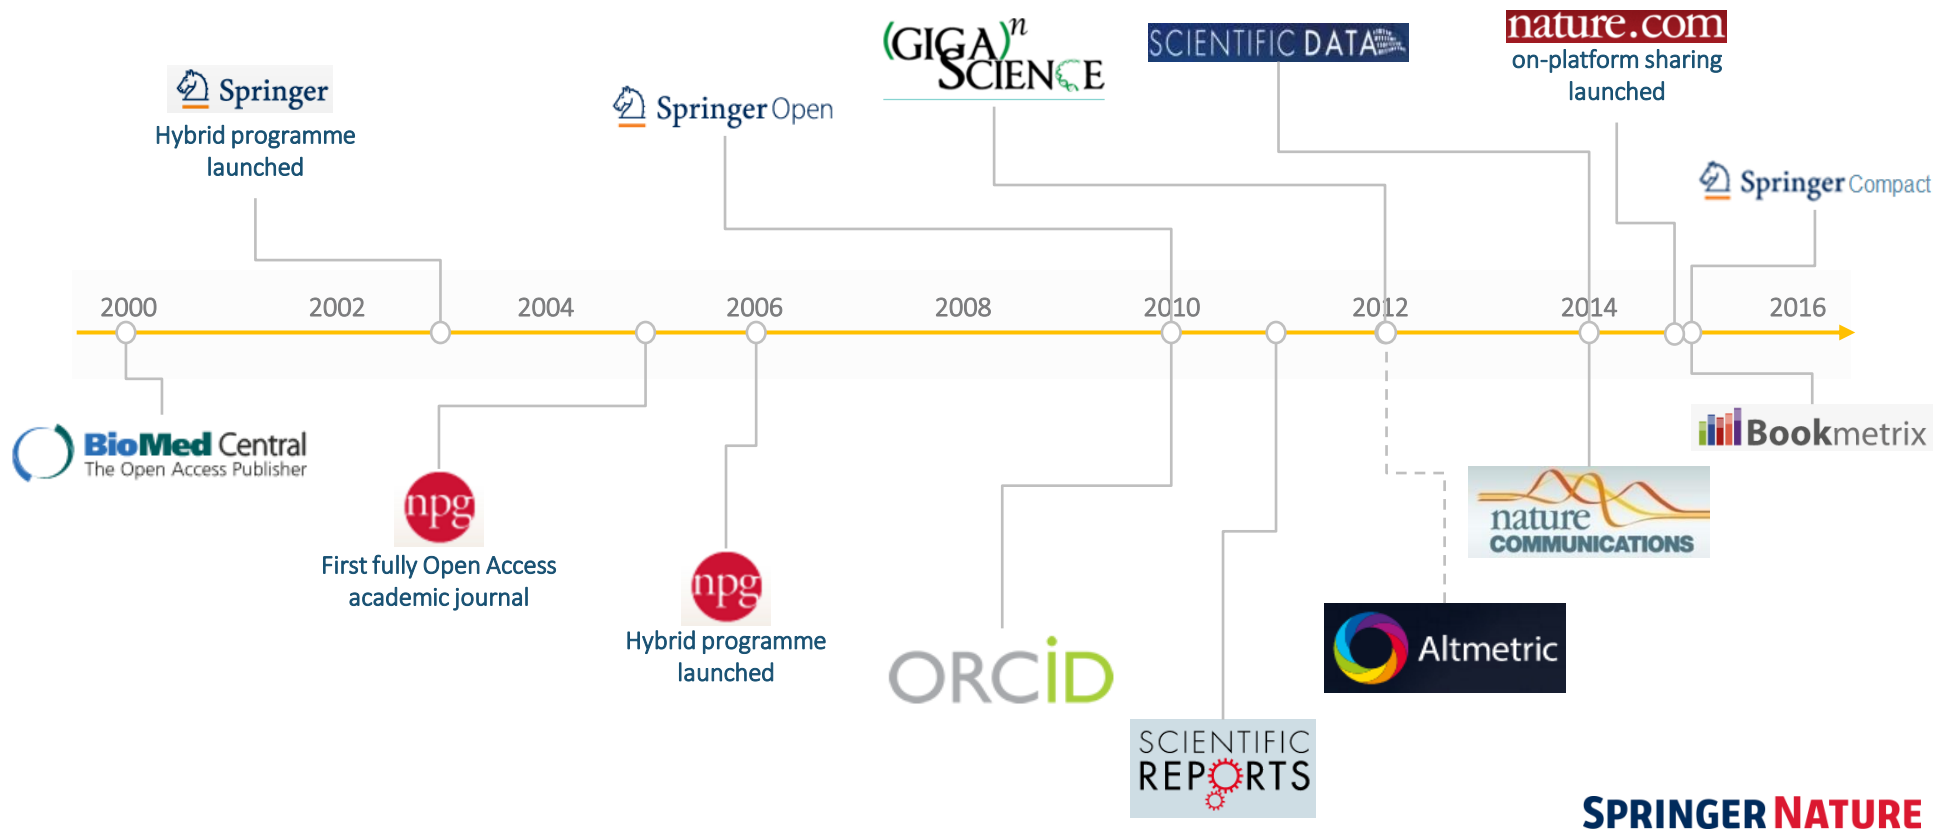 Springer
Hybrid programme
launched
SpringerOpen
(GIGA)n
SCIENCE
SCIENTIFIC DATA
nature.com
on-platform sharing
launched
Springer Compact
2000 2002 2004 2006 2008 2010 2012 2014 2016
BioMed Central
The Open Access Publisher
npg
First fully Open Access
academic journal
npg
Hybrid programme
launched
ORCiD
SCIENTIFIC
REPORTS
Altmetric
nature
COMMUNICATIONS
Bookmetrix
SPRINGER NATURE